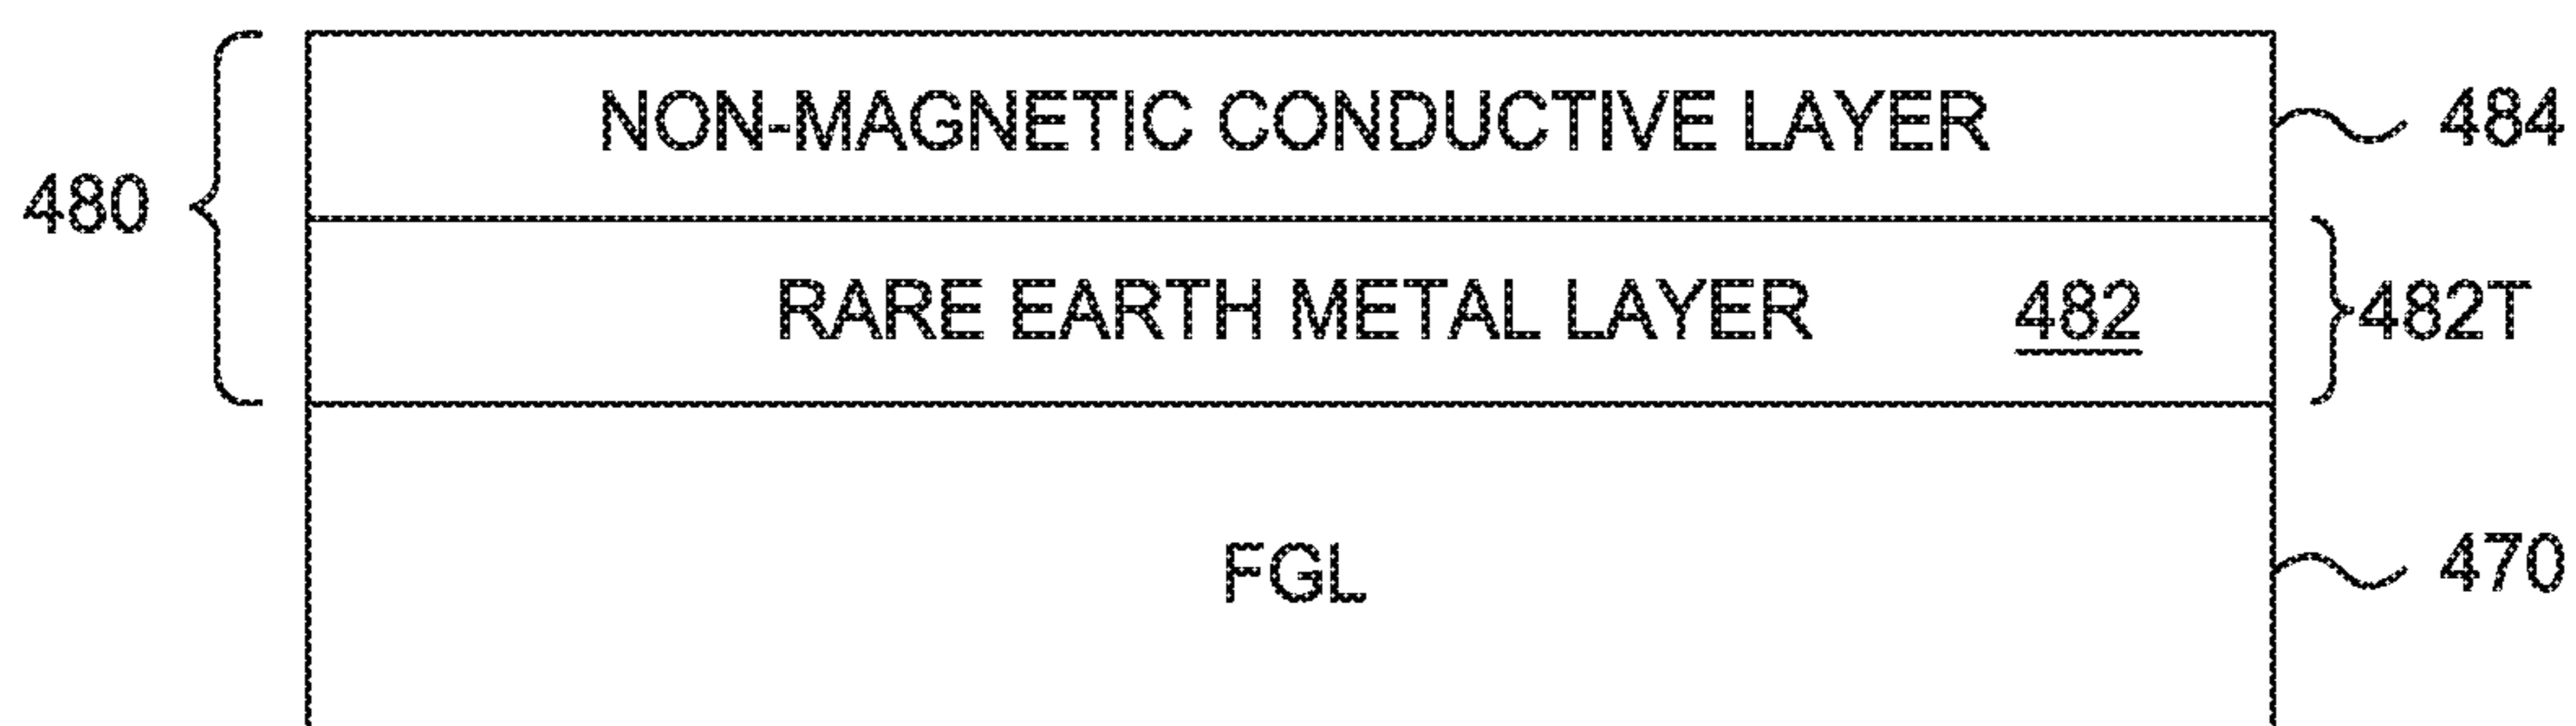 NON-MAGNETIC CONDUCTIVE LAYER 484
480
RARE EARTH METAL LAYER 482 482T
FGL 470